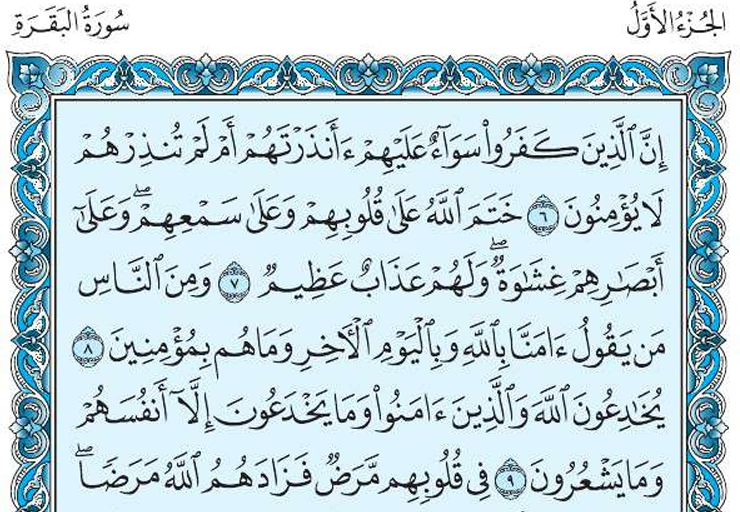 الجُزْءُ الأَوَّلُ
سُورَةُ البَقَرَةِ
إِنَّ ٱلَّذِينَ كَفَرُوا۟ سَوَآءٌ عَلَيْهِمْ ءَأَنذَرْتَهُمْ أَمْ لَمْ تُنذِرْهُمْ
لَا يُؤْمِنُونَ ٦ خَتَمَ ٱللَّهُ عَلَىٰ قُلُوبِهِمْ وَعَلَىٰ سَمْعِهِمْ ۖ وَعَلَىٰٓ
أَبْصَـٰرِهِمْ غِشَـٰوَةٌ ۖ وَلَهُمْ عَذَابٌ عَظِيمٌ ٧ وَمِنَ ٱلنَّاسِ
مَن يَقُولُ ءَامَنَّا بِٱللَّهِ وَبِٱلْيَوْمِ ٱلْـَٔاخِرِ وَمَا هُم بِمُؤْمِنِينَ ٨
يُخَـٰدِعُونَ ٱللَّهَ وَٱلَّذِينَ ءَامَنُوا۟ وَمَا يَخْدَعُونَ إِلَّآ أَنفُسَهُمْ
وَمَا يَشْعُرُونَ ٩ فِى قُلُوبِهِم مَّرَضٌ فَزَادَهُمُ ٱللَّهُ مَرَضًا ۖ